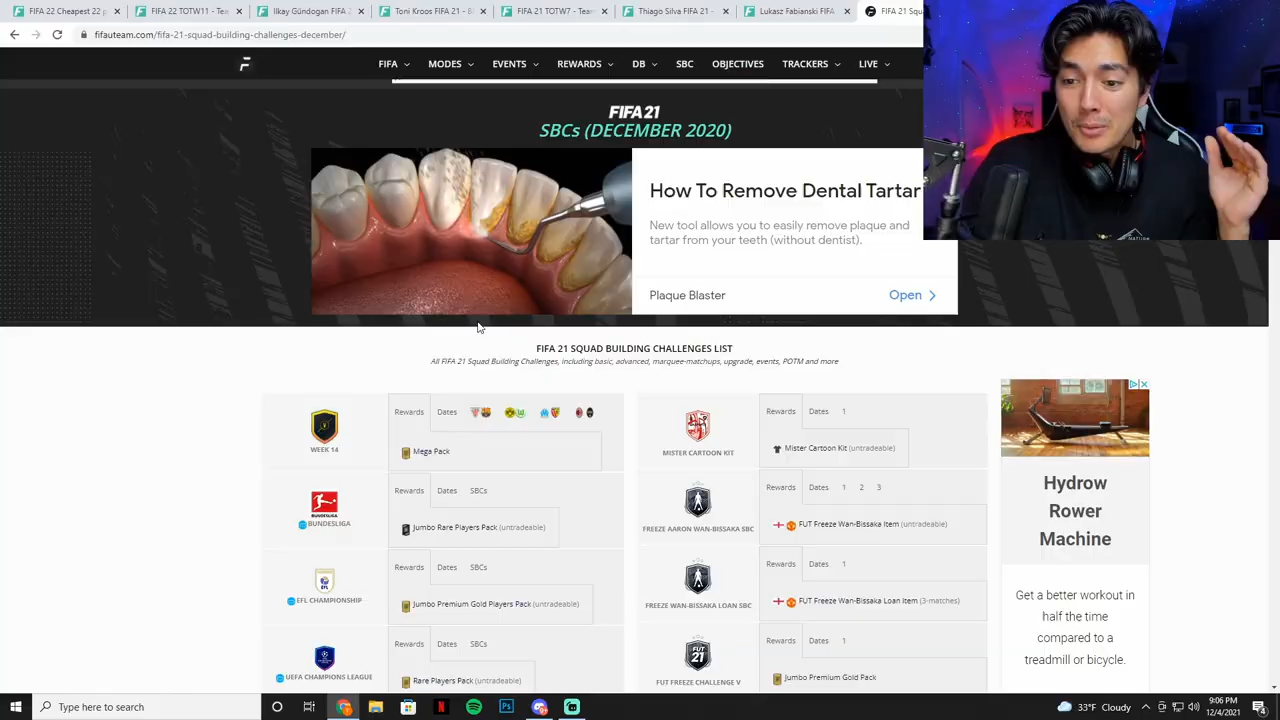 FIFA 22 Cheapest 22 p
FIFA 22 TOTW11 - Te
Ilkay Gündogan FIFA 2
Toni Kroos FIFA 21 - B
FIFA 21 TOTW7 - Team
Thiago Silva FIFA 21 -
Lukasz Fabianski FIFA
FIFA 21 Squ
fifauteam.com/fifa-21-squad-building-challenges-december/
FIFA MODES EVENTS REWARDS DB SBC OBJECTIVES TRACKERS LIVE
FIFA 21
SBCs (DECEMBER 2020)
How To Remove Dental Tartar
New tool allows you to easily remove plaque and
tartar from your teeth (without dentist).
Plaque Blaster Open
FIFA 21 SQUAD BUILDING CHALLENGES LIST
All FIFA 21 Squad Building Challenges, including basic, advanced, marquee-matchups, upgrade, events, POTM and more
WEEK 14
Rewards Dates
Mega Pack
MISTER CARTOON KIT
Rewards Dates 1
Mister Cartoon Kit (untradeable)
BUNDESLIGA
Rewards Dates SBCs
Jumbo Rare Players Pack (untradeable)
FREEZE AARON WAN-BISSAKA SBC
Rewards Dates 1 2 3
FUT Freeze Wan-Bissaka Item (untradeable)
EFL CHAMPIONSHIP
Rewards Dates SBCs
Jumbo Premium Gold Players Pack (untradeable)
FREEZE WAN-BISSAKA LOAN SBC
Rewards Dates 1
FUT Freeze Wan-Bissaka Loan Item (3-matches)
UEFA CHAMPIONS LEAGUE
Rewards Dates SBCs
Rare Players Pack (untradeable)
FUT 21
FUT FREEZE CHALLENGE V
Rewards Dates 1
Jumbo Premium Gold Pack
Hydrow
Rower
Machine
Get a better workout in
half the time
compared to a
treadmill or bicycle.
Type here to search
33°F Cloudy
9:06 PM
12/4/2021